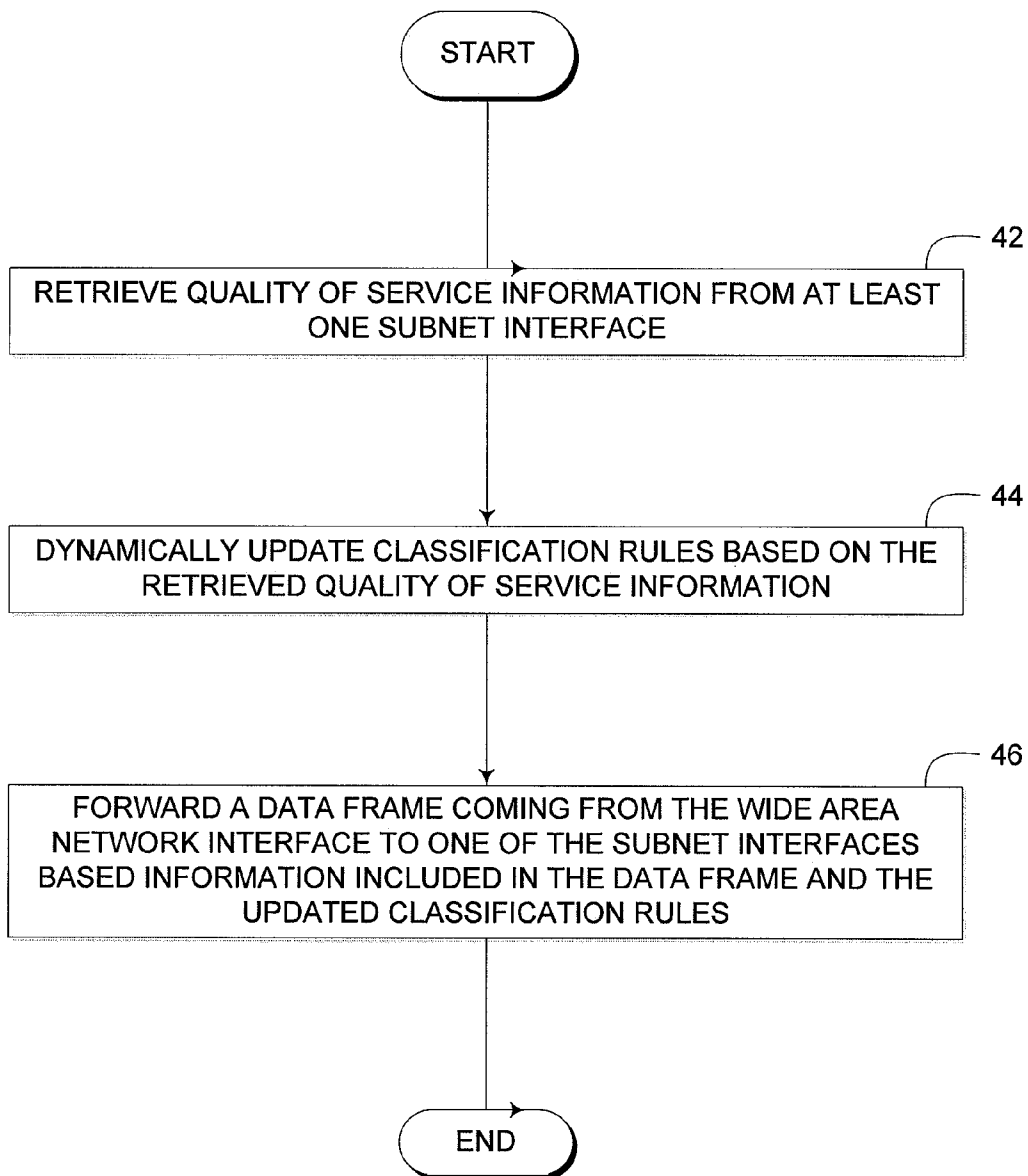 START
42
RETRIEVE QUALITY OF SERVICE INFORMATION FROM AT LEAST
ONE SUBNET INTERFACE
44
DYNAMICALLY UPDATE CLASSIFICATION RULES BASED ON THE
RETRIEVED QUALITY OF SERVICE INFORMATION
46
FORWARD A DATA FRAME COMING FROM THE WIDE AREA
NETWORK INTERFACE TO ONE OF THE SUBNET INTERFACES
BASED INFORMATION INCLUDED IN THE DATA FRAME AND THE
UPDATED CLASSIFICATION RULES
END